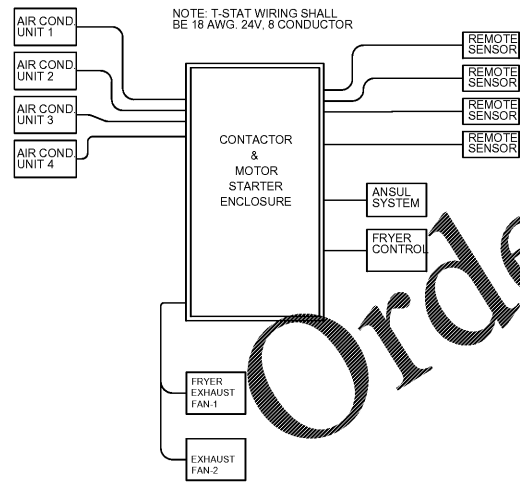 NOTE: T-STAT WIRING SHALL
BE 18 AWG. 24V, 8 CONDUCTOR
AIR COND.
UNIT 1
AIR COND.
UNIT 2
AIR COND.
UNIT 3
AIR COND.
UNIT 4
CONTACTOR
&
MOTOR
STARTER
ENCLOSURE
REMOTE
SENSOR
REMOTE
SENSOR
REMOTE
SENSOR
REMOTE
SENSOR
ANSUL
SYSTEM
FRYER
CONTROL
FRYER
EXHAUST
FAN-1
EXHAUST
FAN-2
Orde